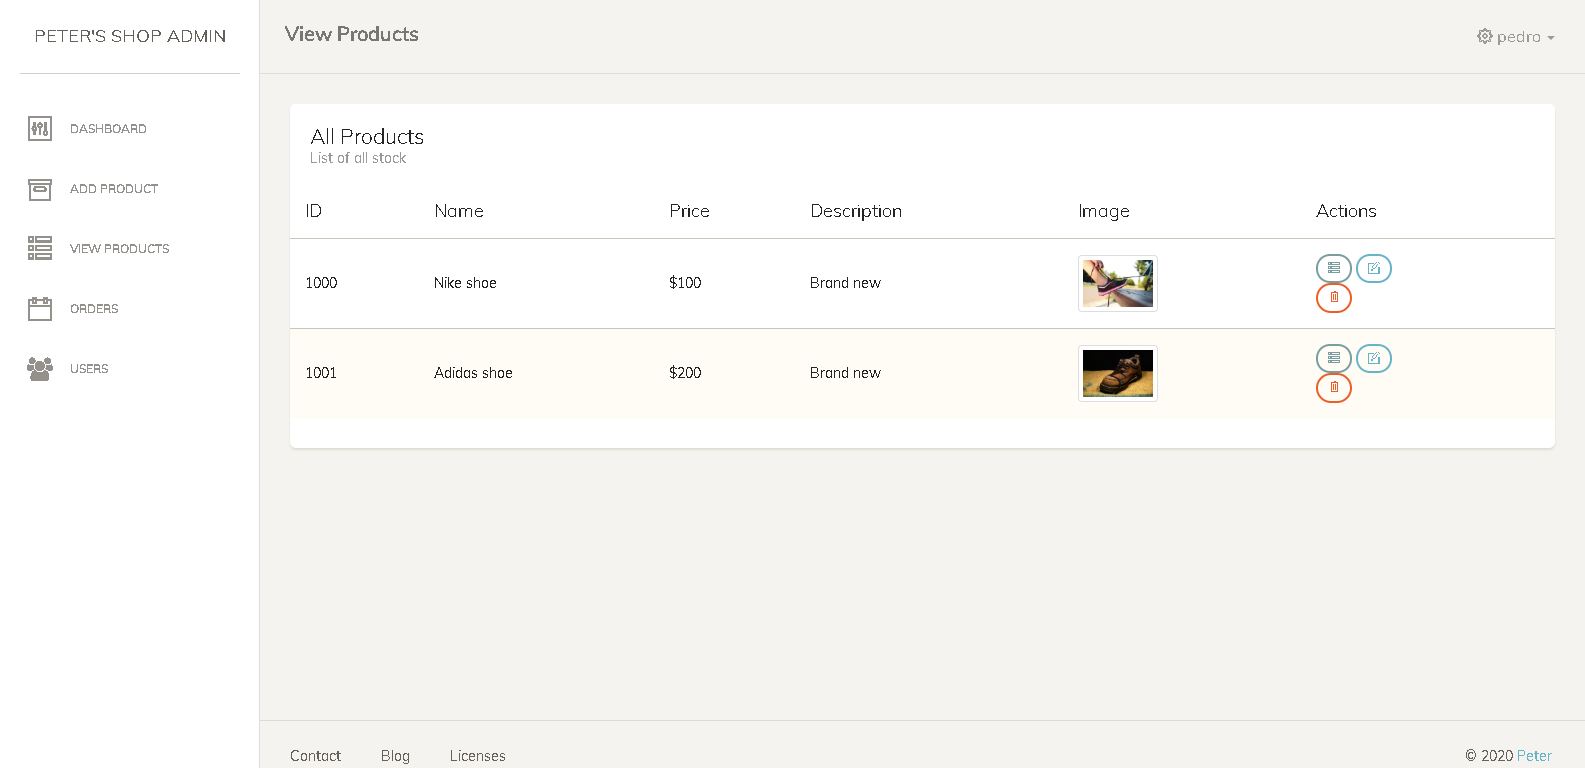 PETER'S SHOP ADMIN
View Products
pedro
DASHBOARD
ADD PRODUCT
VIEW PRODUCTS
ORDERS
USERS
All Products
List of all stock
ID Name Price Description Image Actions
1000 Nike shoe $100 Brand new
1001 Adidas shoe $200 Brand new
Contact Blog Licenses
© 2020 Peter